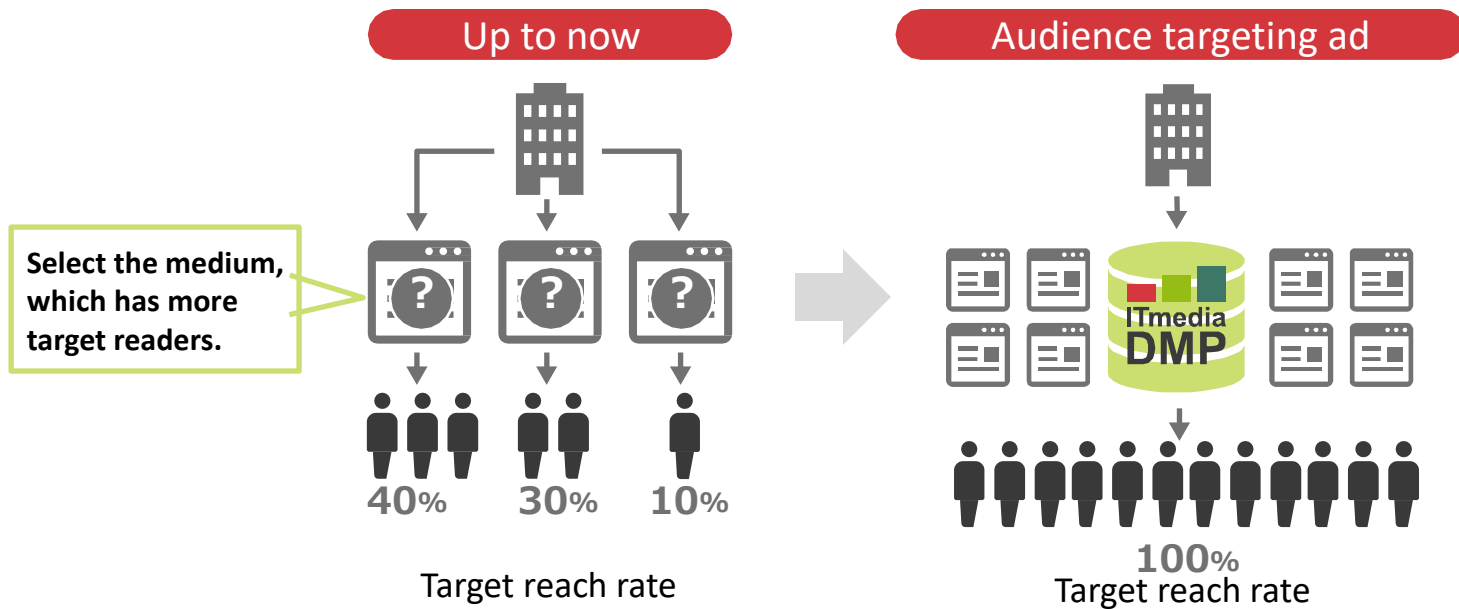 Up to now
Audience targeting ad
Select the medium,
which has more
target readers.
?
?
?
ITmedia
DMP
40%
30%
10%
100%
Target reach rate
Target reach rate